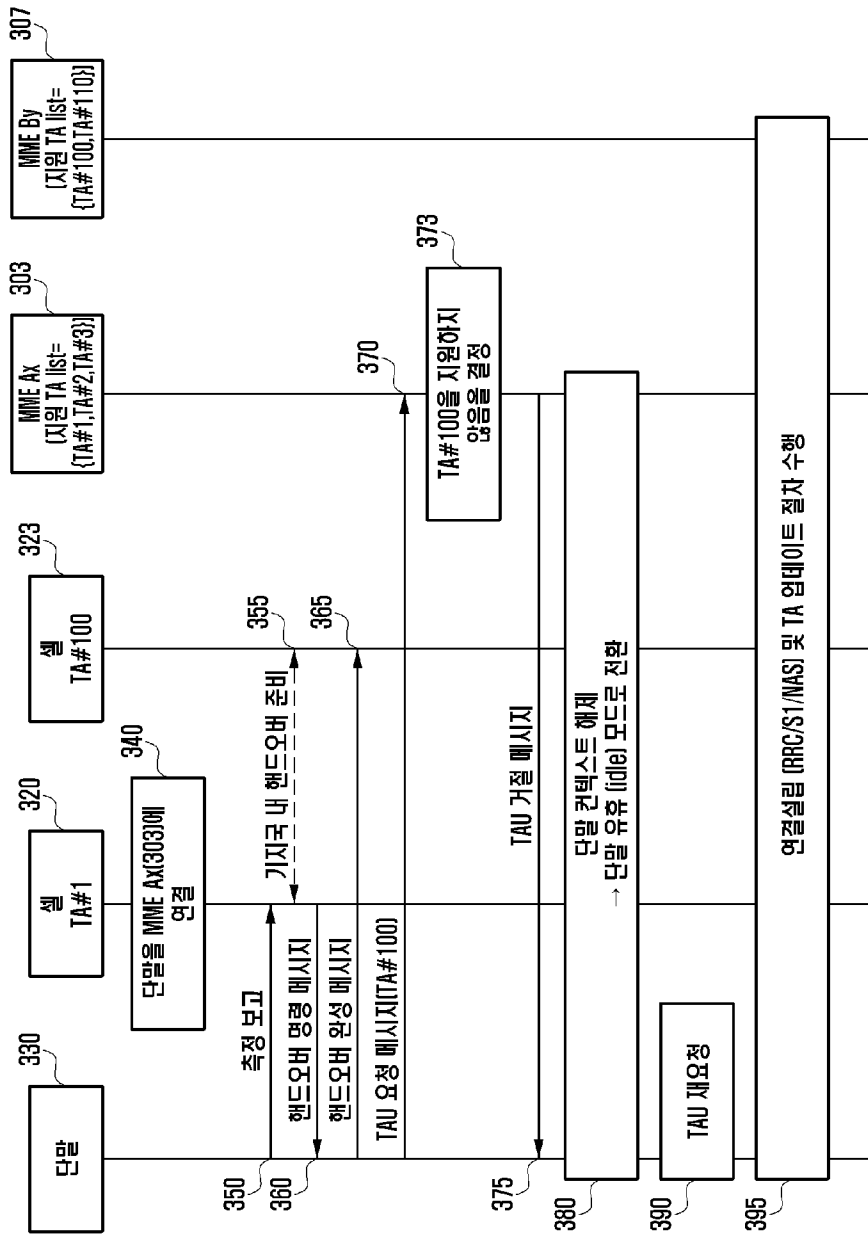 330
단말
320
셀
TA#1
323
셀
TA#100
303
MME Ax
(지원 TA list=
{TA#1,TA#2,TA#3})
307
MME By
(지원 TA list=
{TA#100,TA#110})
340
단말을 MME Ax(303)에
연결
350
측정 보고
기지국 내 핸드오버 준비
355
360
핸드오버 명령 메시지
핸드오버 완성 메시지
365
TAU 요청 메시지(TA#100)
370
373
TA#100을 지원하지
않음을 결정
375
TAU 거절 메시지
380
단말 컨텍스트 해제
→ 단말 유휴 (idle) 모드로 전환
390
TAU 재요청
395
연결설립 (RRC/S1/NAS) 및 TA 업데이트 절차 수행